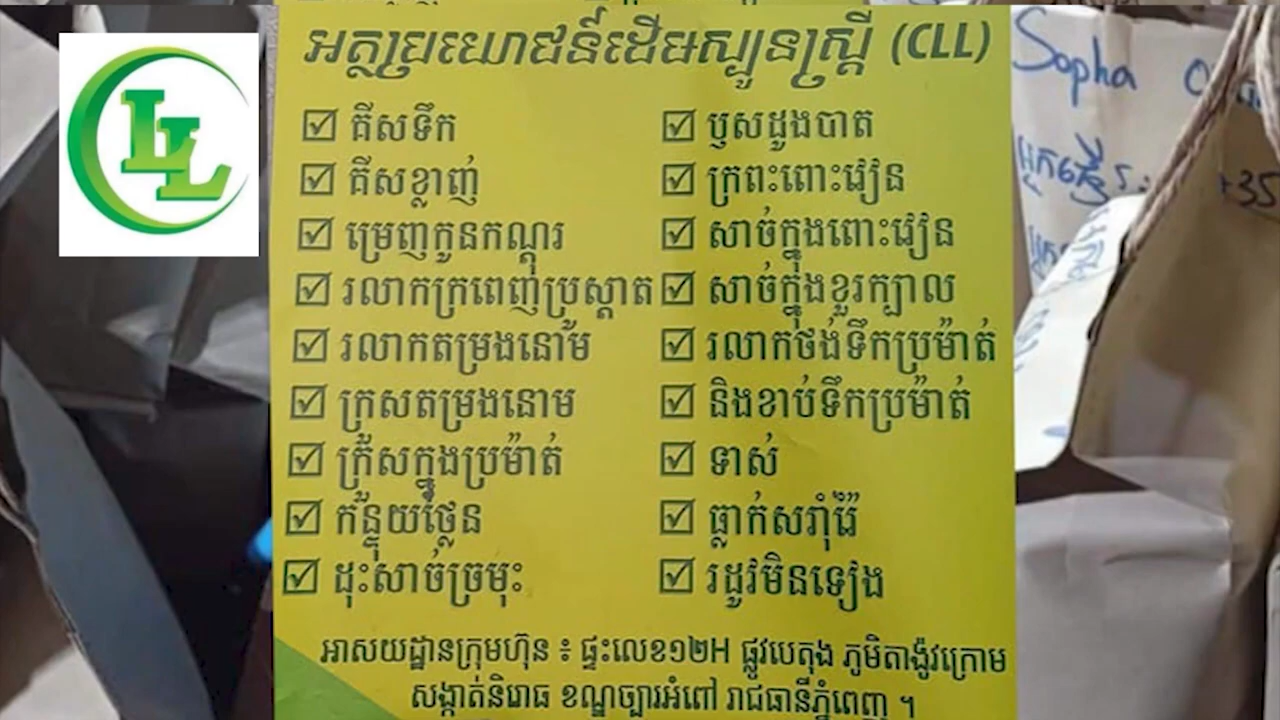 LL
អត្ថប្រយោជន៍ដើមស្បូនស្ត្រី (CLL)
គីសទឹក
គីសខ្លាញ់
ម្រេញកូនកណ្ដុរ
រលាកក្រពេញប្រូស្តាត
រលាកតម្រងនោម
គ្រួសតម្រងនោម
គ្រួសក្នុងប្រម៉ាត់
កន្ទុយថ្លែន
ដុះសាច់ច្រមុះ
ឫសដូងបាត
ក្រពះពោះវៀន
សាច់ក្នុងពោះវៀន
សាច់ក្នុងខួរក្បាល
រលាកថង់ទឹកប្រម៉ាត់
និងខាប់ទឹកប្រម៉ាត់
ទាស់
ធ្លាក់សរ៉ាំរ៉ៃ
រដូវមិនទៀង
អាសយដ្ឋានក្រុមហ៊ុន ៖ ផ្ទះលេខ១២H ផ្លូវបេតុង ភូមិតាង៉ូវក្រោម
សង្កាត់និរោធ ខណ្ឌច្បារអំពៅ រាជធានីភ្នំពេញ ។
Sopha